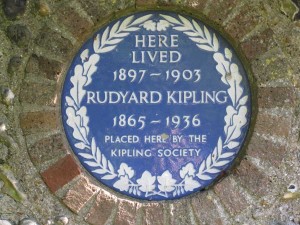 HERE
LIVED
1897-1903
RUDYARD KIPLING
1865-1936
PLACED HERE BY THE
KIPLING SOCIETY